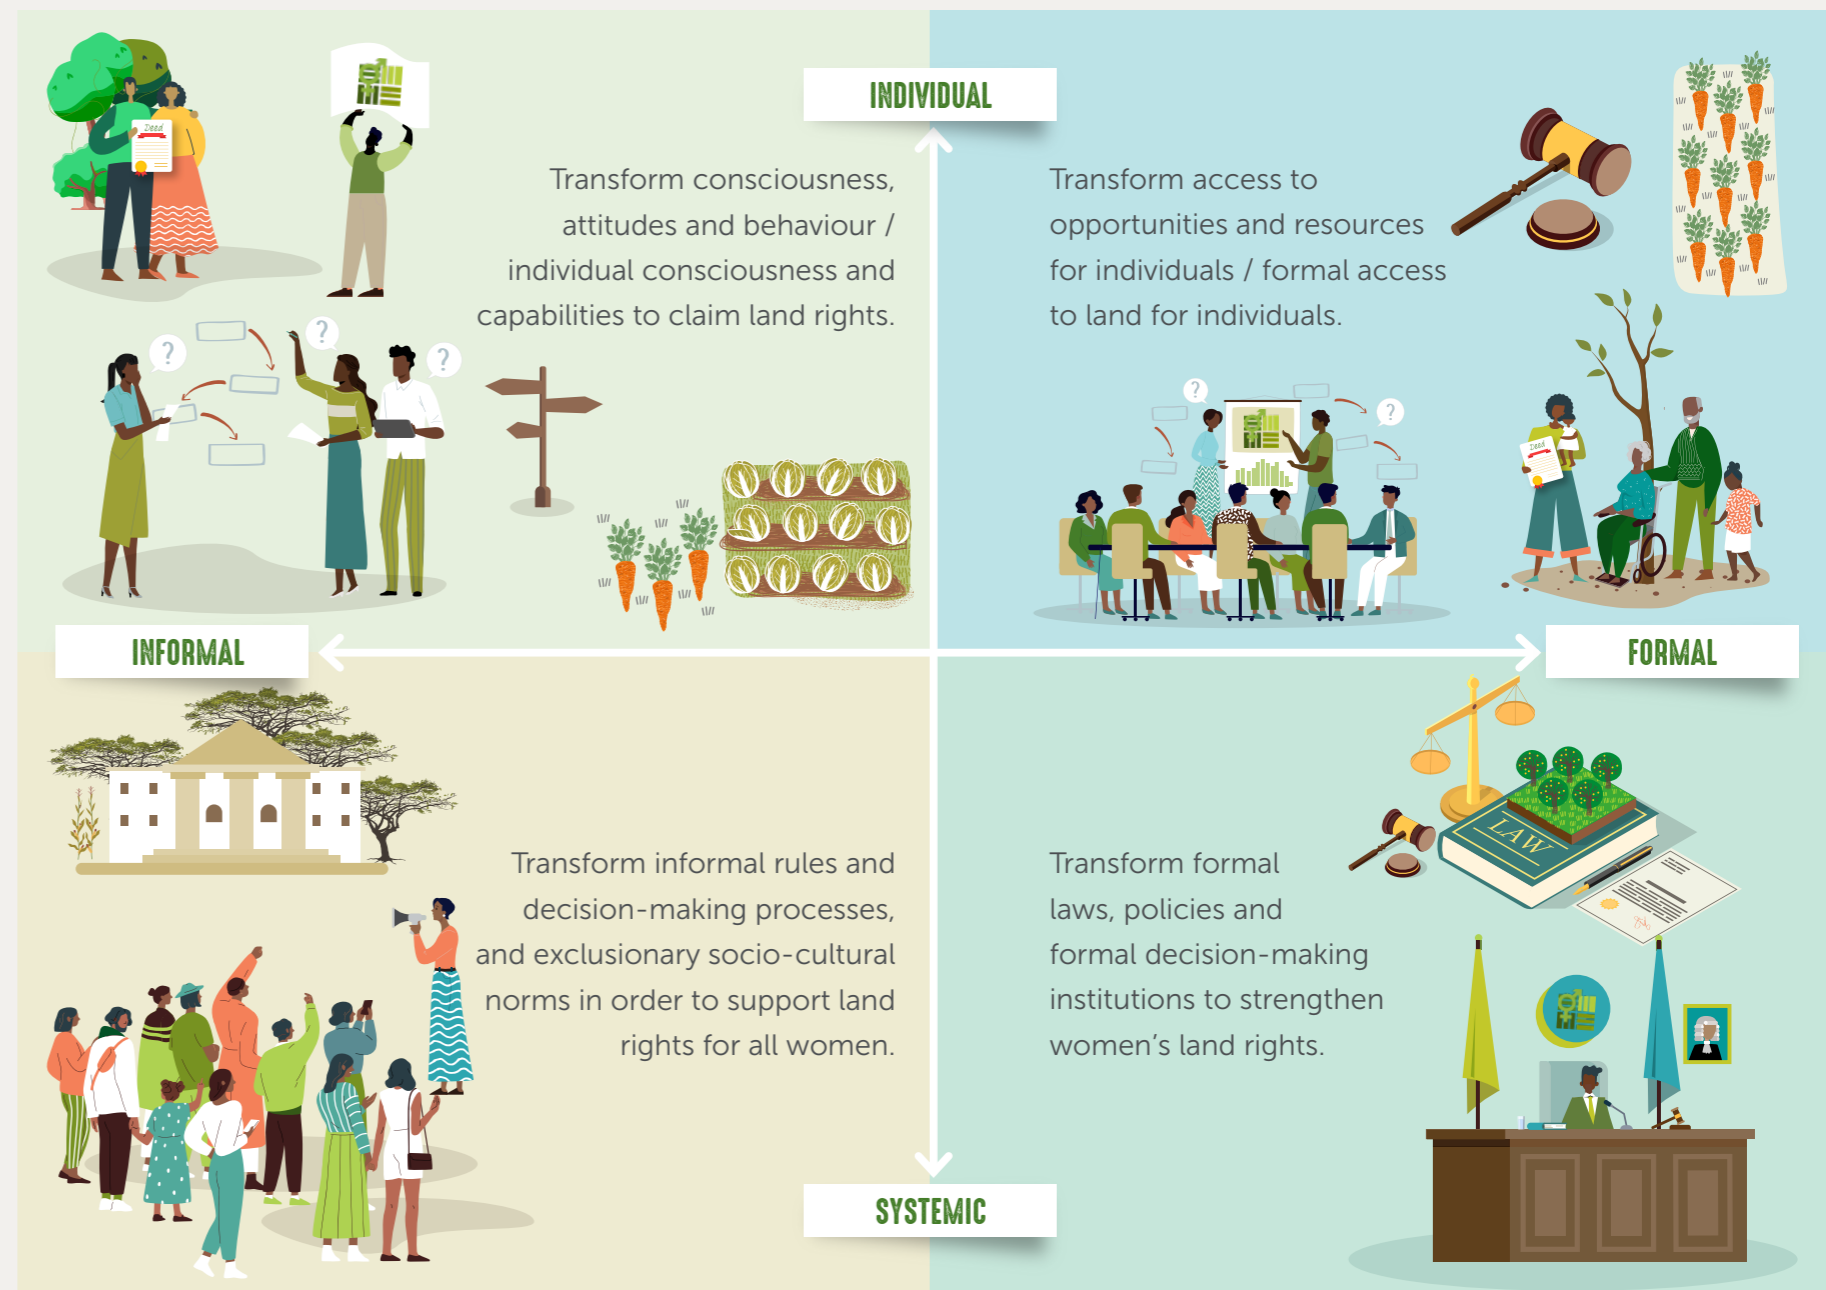 INDIVIDUAL
Deed
Transform consciousness,
attitudes and behaviour /
individual consciousness and
capabilities to claim land rights.
?
?
?
Transform access to
opportunities and resources
for individuals / formal access
to land for individuals.
?
?
Deed
INFORMAL
FORMAL
Transform informal rules and
decision-making processes,
and exclusionary socio-cultural
norms in order to support land
rights for all women.
LAW
Transform formal
laws, policies and
formal decision-making
institutions to strengthen
women's land rights.
SYSTEMIC